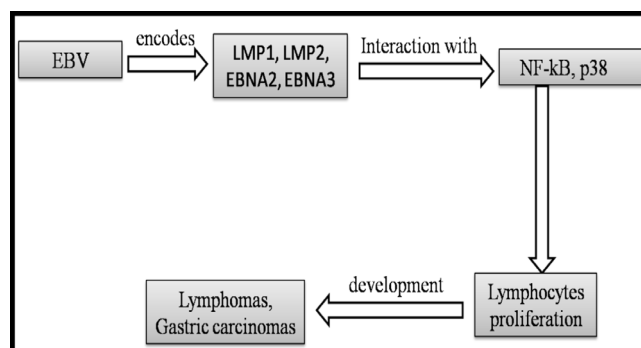 encodes
EBV
LMP1, LMP2,
EBNA2, EBNA3
Interaction with
NF-kB, p38
Lymphocytes
proliferation
development
Lymphomas,
Gastric carcinomas